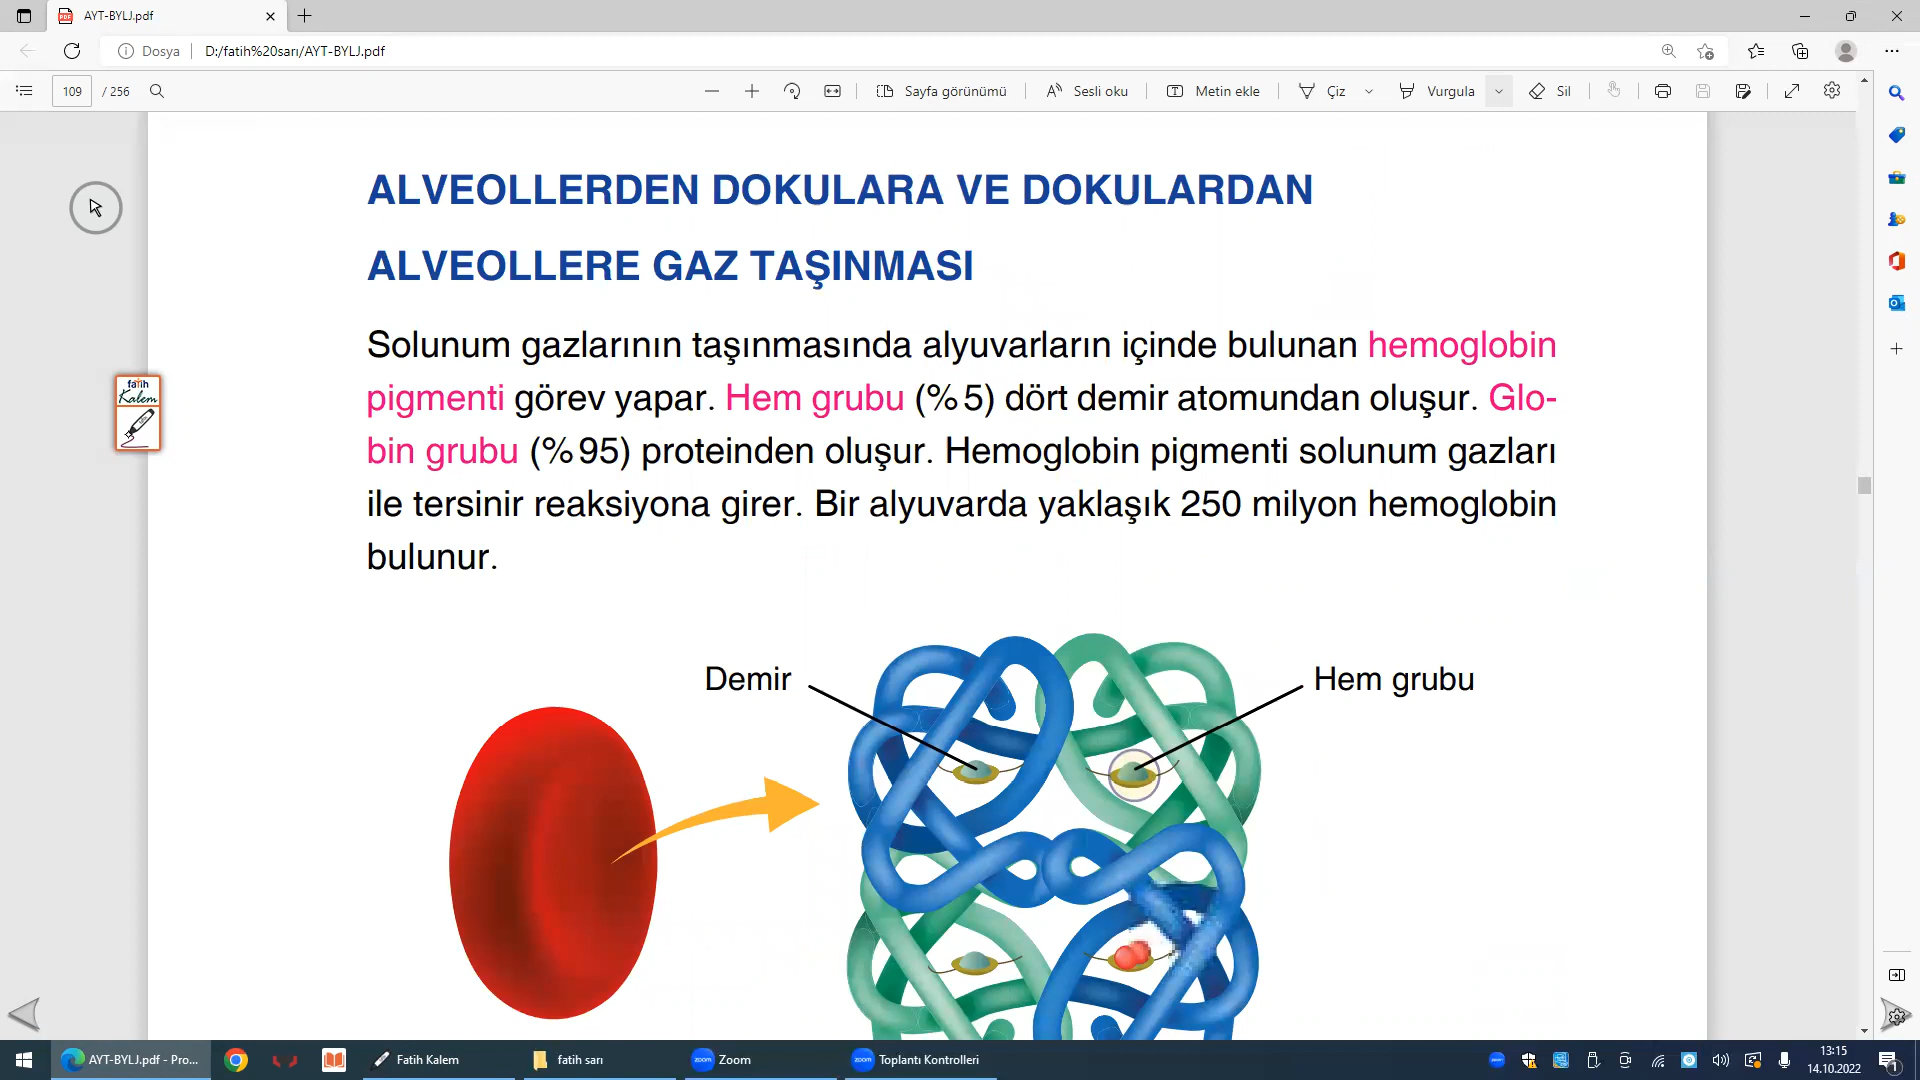 AYT-BYLJ.pdf
Dosya
D:/fatih%20sarı/AYT-BYLJ.pdf
109 / 256
Sayfa görünümü
Sesli oku
Metin ekle
Çiz
Vurgula
Sil
ALVEOLLERDEN DOKULARA VE DOKULARDAN
ALVEOLLERE GAZ TAŞINMASI
Solunum gazlarının taşınmasında alyuvarların içinde bulunan hemoglobin
pigmenti görev yapar. Hem grubu (%5) dört demir atomundan oluşur. Glo-
bin grubu (%95) proteinden oluşur. Hemoglobin pigmenti solunum gazları
ile tersinir reaksiyona girer. Bir alyuvarda yaklaşık 250 milyon hemoglobin
bulunur.
fatih
Kalem
Demir
Hem grubu
AYT-BYLJ.pdf - Pro...
Fatih Kalem
fatih sarı
zoom
Zoom
zoom
Toplantı Kontrolleri
13:15
14.10.2022
1